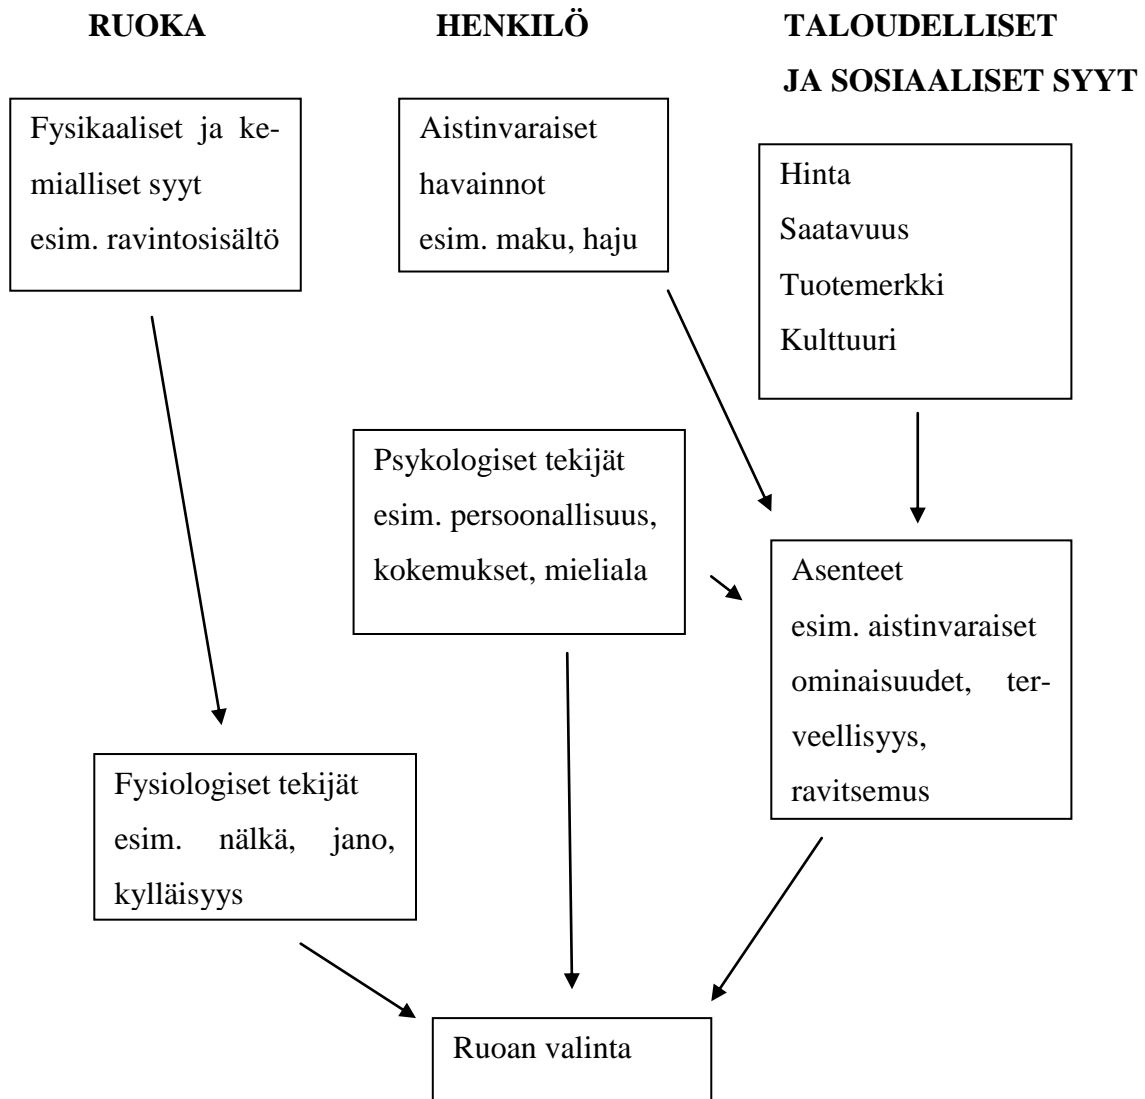 RUOKA
HENKILÖ
TALOUDELLISET
JA SOSIAALISET SYYT
Fysikaaliset ja ke-
mialliset syyt
esim. ravintosisältö
Aistinvaraiset
havainnot
esim. maku, haju
Hinta
Saatavuus
Tuotemerkki
Kulttuuri
Psykologiset tekijät
esim. persoonallisuus,
kokemukset, mieliala
Asenteet
esim. aistinvaraiset
ominaisuudet, ter-
veellisyys,
ravitsemus
Fysiologiset tekijät
esim. nälkä, jano,
kylläisyys
Ruoan valinta